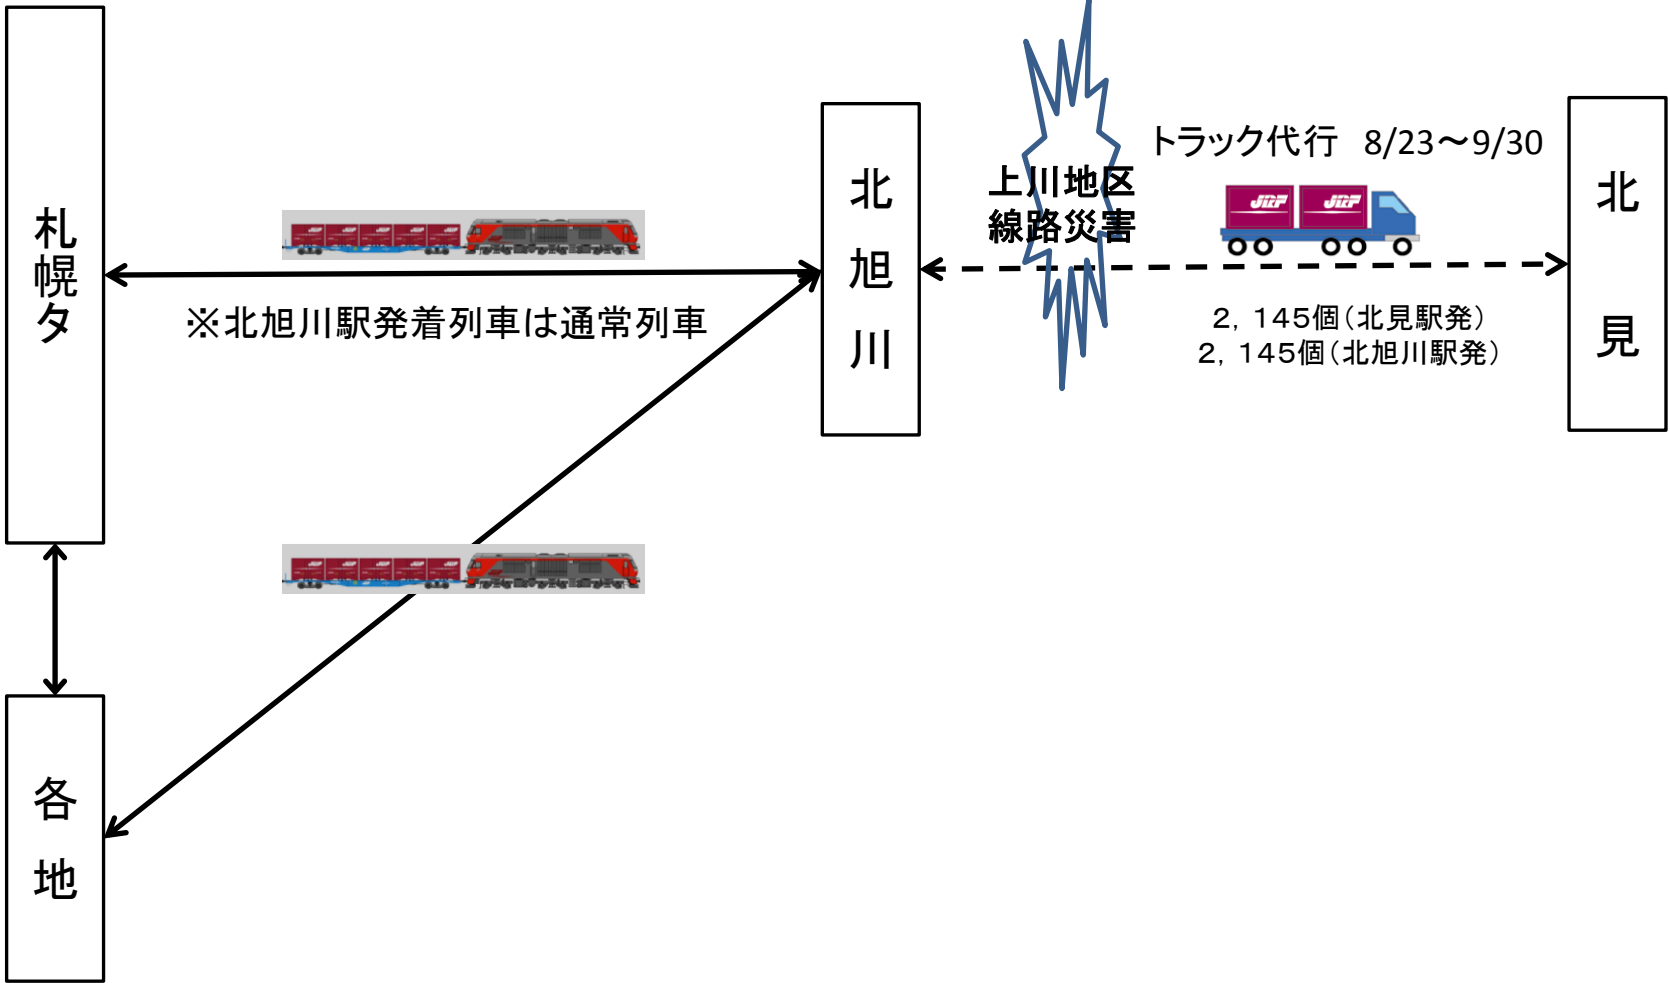 札幌タ
北旭川
上川地区
線路災害
トラック代行　8/23～9/30
JRF JRF
北見
※北旭川駅発着列車は通常列車
2，145個（北見駅発）
2，145個（北旭川駅発）
各地